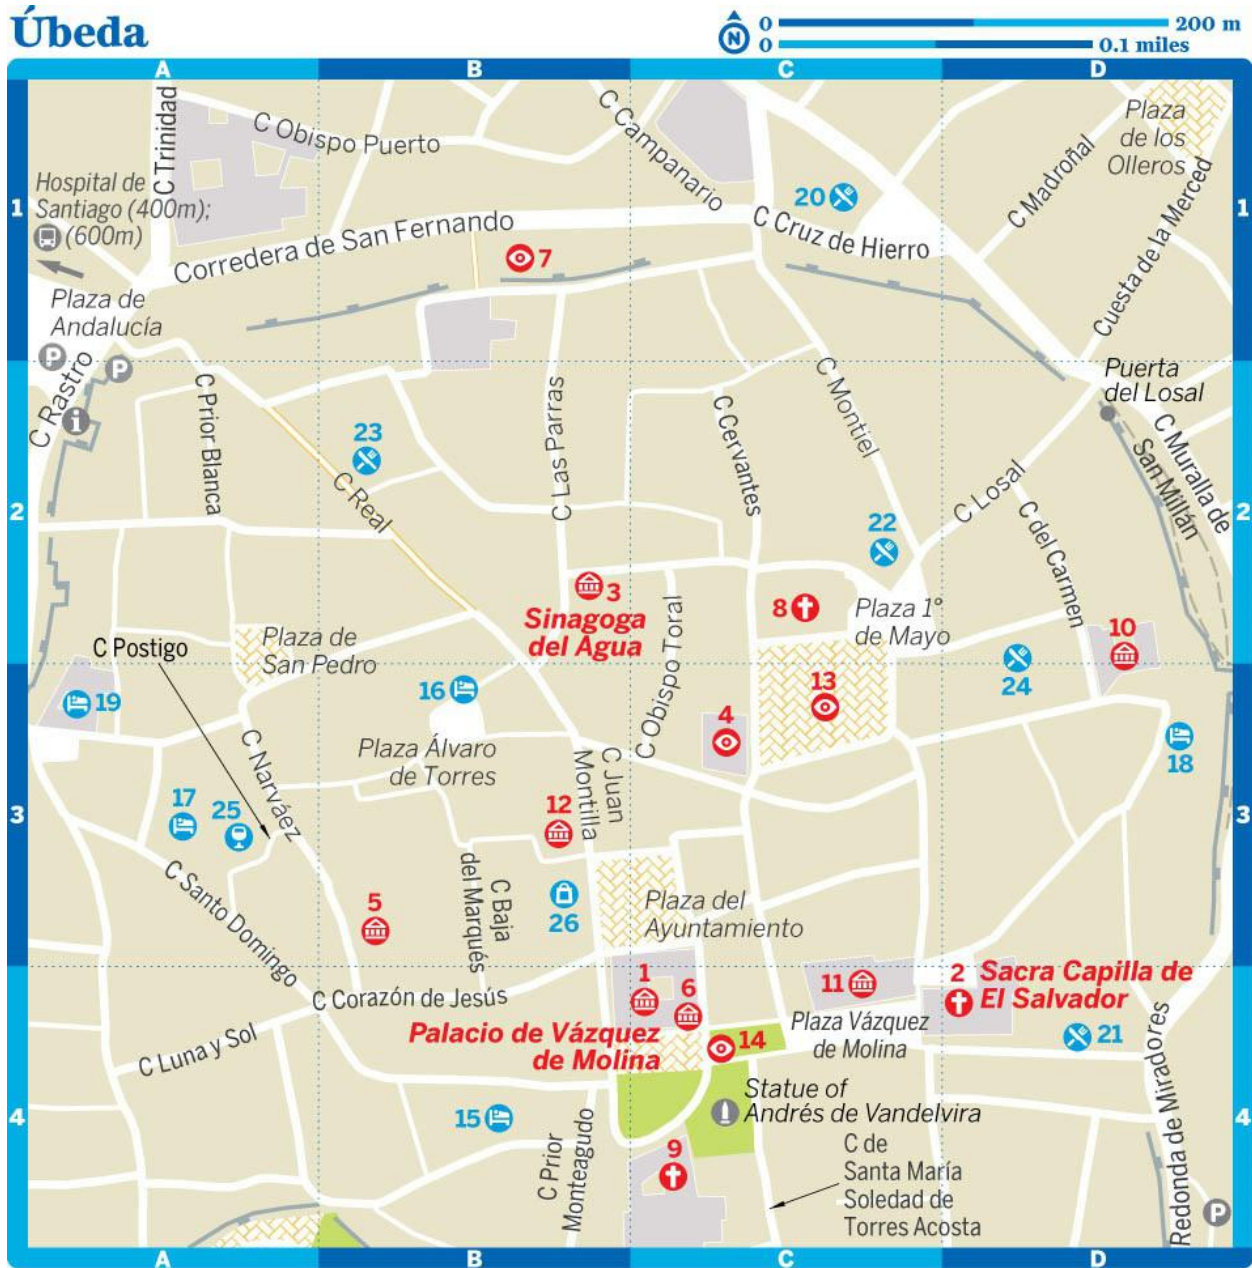 Úbeda
N
0
200 m
0
0.1 miles
A
B
C
D
1
1
C Trinidad
C Obispo Puerto
C Campanario
Plaza
de los
Olleros
Hospital de
Santiago (400m);
(600m)
20
C Madroñal
Cuesta de la Merced
Corredera de San Fernando
C Cruz de Hierro
7
Plaza de
Andalucía
P
P
C Rastro
i
C Prior Blanca
23
C Real
C Las Parras
C Cervantes
C Montiel
Puerta
del Losal
C Muralla de
San Millán
2
2
22
C Losal
C del Carmen
3
Sinagoga
del Agua
C Obispo Toral
8
Plaza 1º
de Mayo
10
C Postigo
Plaza de
San Pedro
19
16
13
24
4
18
C Narváez
Plaza Álvaro
de Torres
C Juan
Montilla
3
3
17
25
12
C Santo Domingo
5
C Baja
del Marqués
26
Plaza del
Ayuntamiento
1
6
11
2
Sacra Capilla de
El Salvador
C Corazón de Jesús
Palacio de Vázquez
de Molina
14
Plaza Vázquez
de Molina
21
C Luna y Sol
Redonda de Miradores
4
4
15
Statue of
Andrés de Vandelvira
C Prior
Monteagudo
9
C de
Santa María
Soledad de
Torres Acosta
P
A
B
C
D